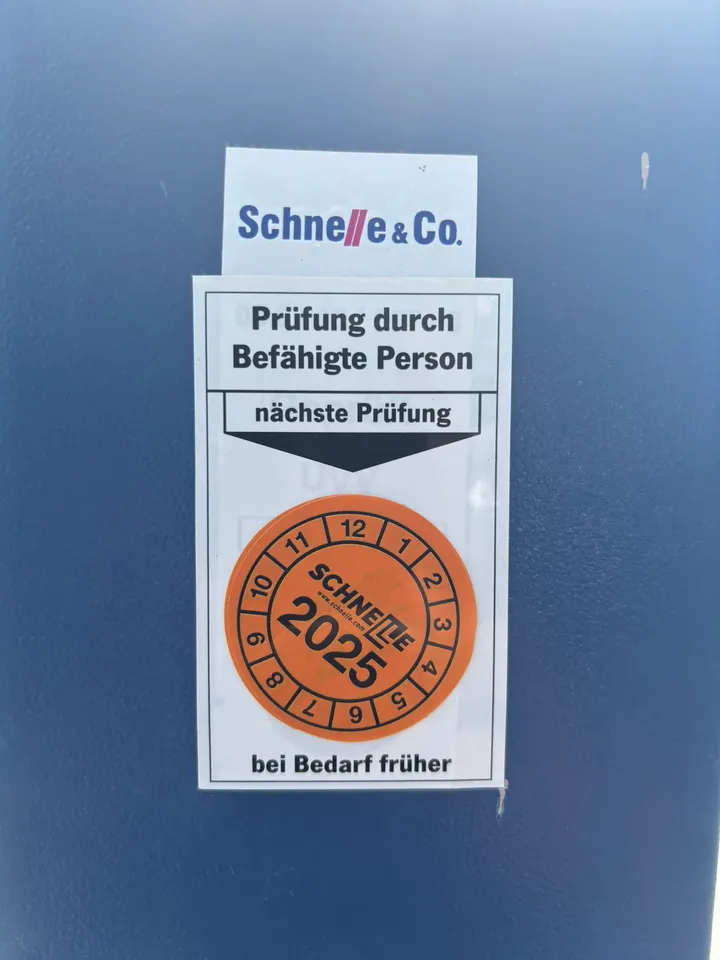 Schnelle & Co.
Prüfung durch
Befähigte Person
nächste Prüfung
12
1
2
3
4
5
6
7
8
9
10
11
SCHNELLE
www.schnelle.com
2025
bei Bedarf früher